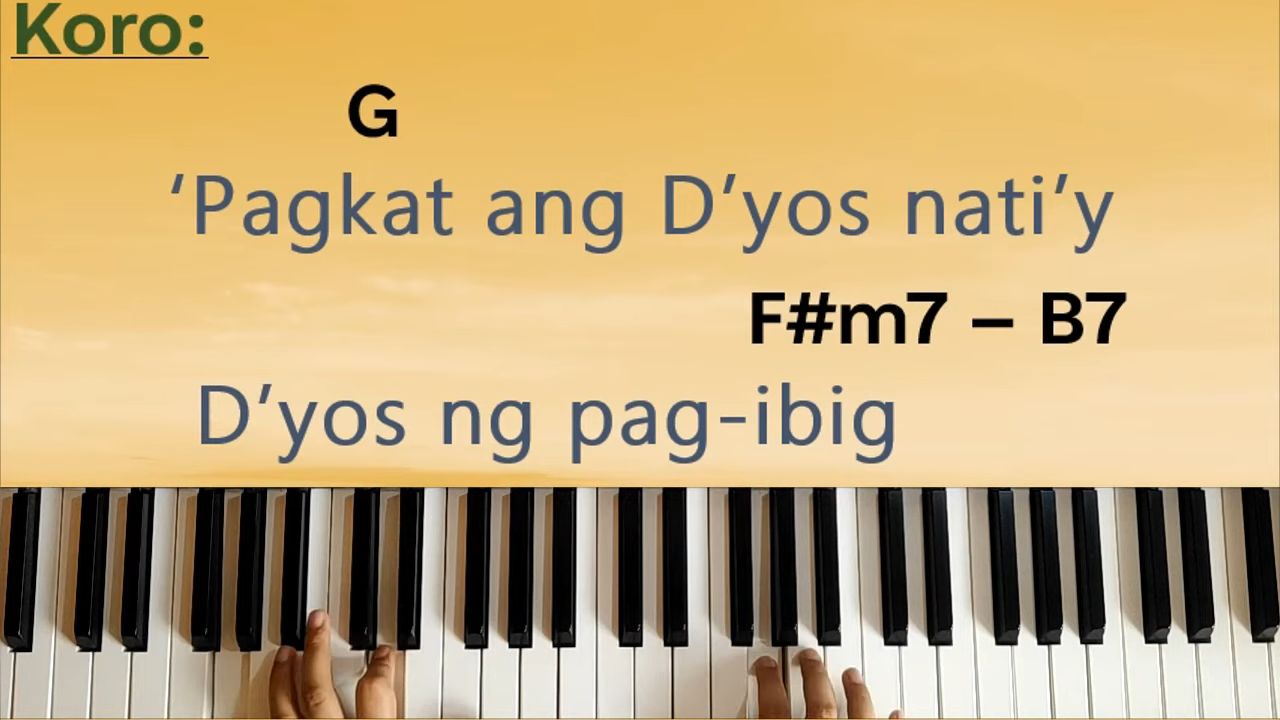 Koro:
G
‘Pagkat ang D’yos nati’y
F#m7 – B7
D’yos ng pag-ibig